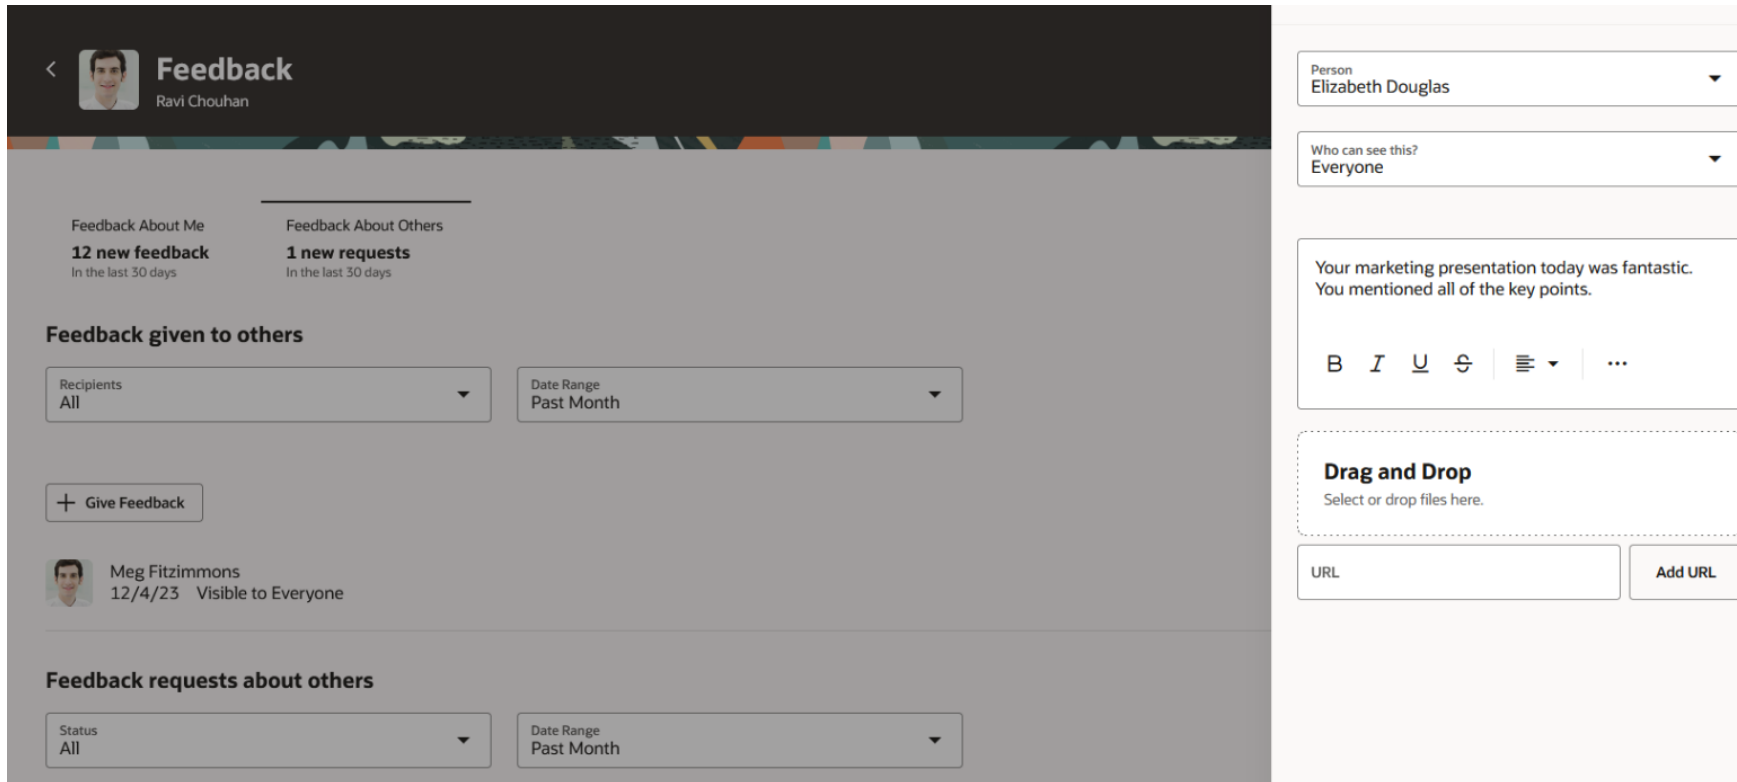 Feedback
Ravi Chouhan
Feedback About Me
12 new feedback
In the last 30 days
Feedback About Others
1 new requests
In the last 30 days
Feedback given to others
Recipients
All
Date Range
Past Month
Give Feedback
Meg Fitzimmons
12/4/23 Visible to Everyone
Feedback requests about others
Status
All
Date Range
Past Month
Person
Elizabeth Douglas
Who can see this?
Everyone
Your marketing presentation today was fantastic.
You mentioned all of the key points.
B I U S
Drag and Drop
Select or drop files here.
URL
Add URL